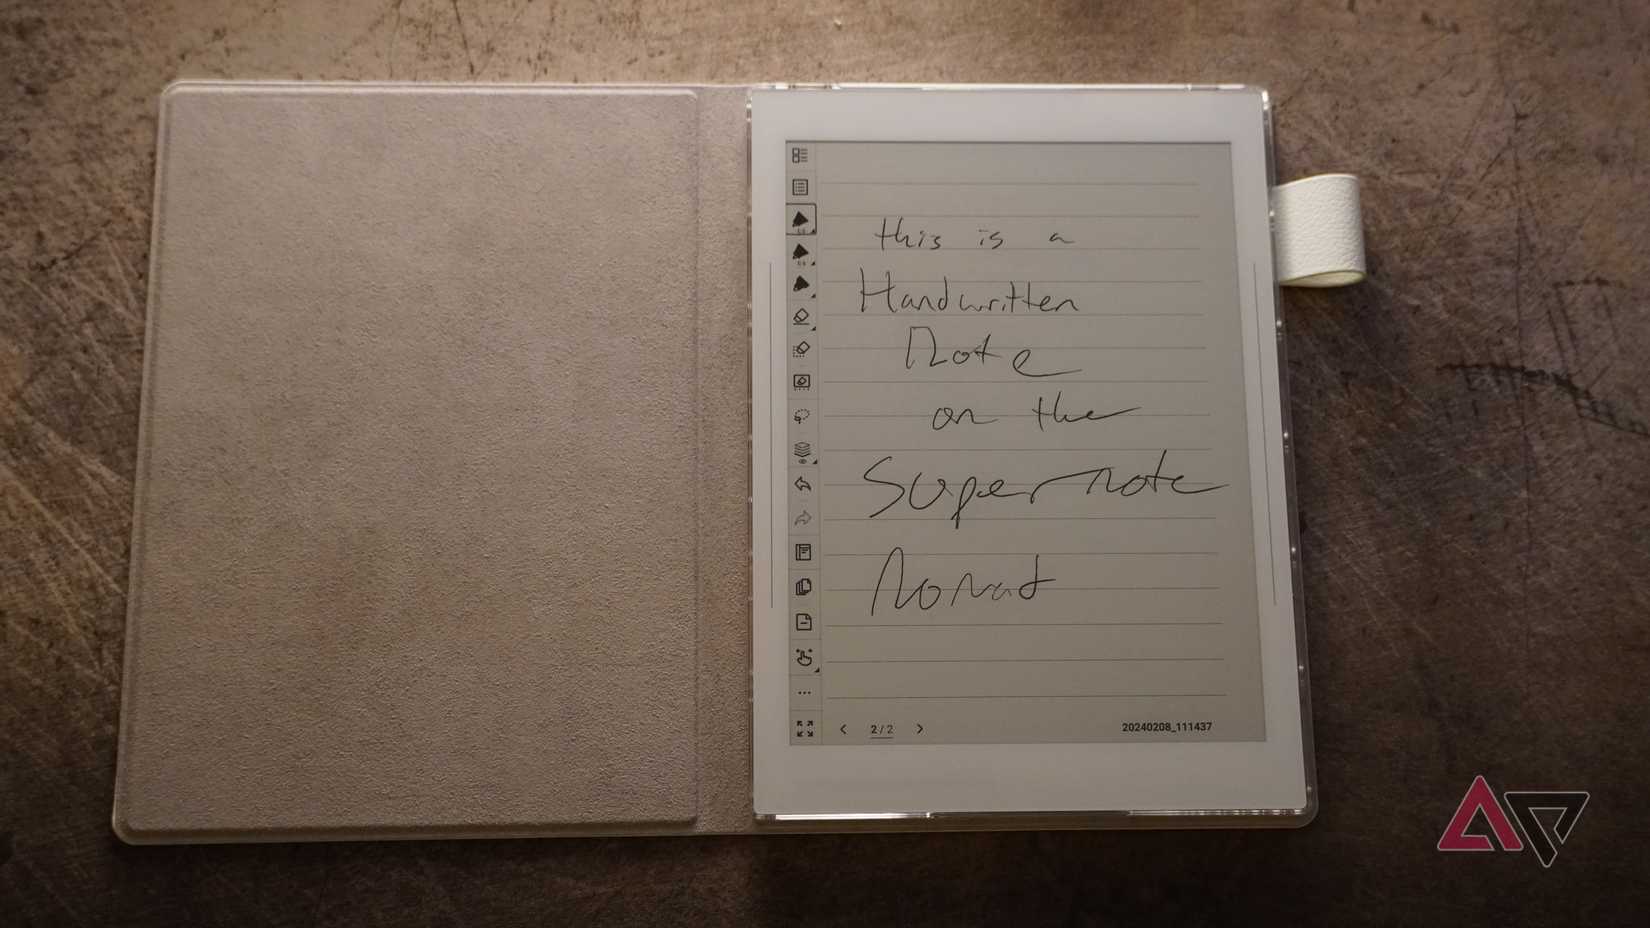 this is a
Handwritten
Note
on the
Supernote
Nomad
2 / 2
20240208_111437